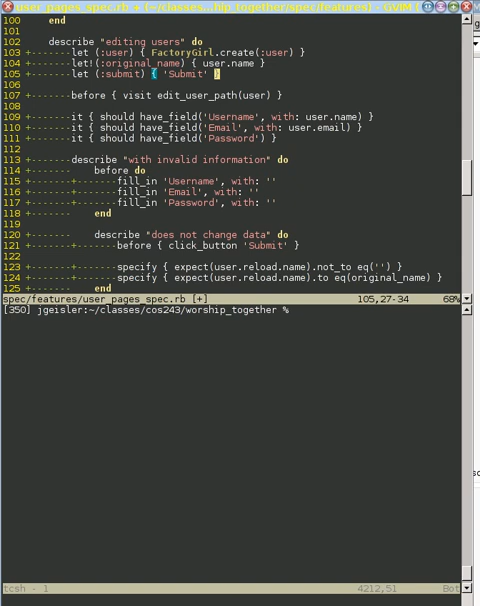 user_pages_spec.rb + (~/classes...hip_together/spec/features) - GVIM (
100     end
101
102     describe "editing users" do
103 +-------let (:user) { FactoryGirl.create(:user) }
104 +-------let!(:original_name) { user.name }
105 +-------let (:submit) { 'Submit' }
106
107 +-------before { visit edit_user_path(user) }
108
109 +-------it { should have_field('Username', with: user.name) }
110 +-------it { should have_field('Email', with: user.email) }
111 +-------it { should have_field('Password') }
112
113 +-------describe "with invalid information" do
114 +-------    before do
115 +-------+-------fill_in 'Username', with: ''
116 +-------+-------fill_in 'Email', with: ''
117 +-------+-------fill_in 'Password', with: ''
118 +-------    end
119
120 +-------    describe "does not change data" do
121 +-------+-------before { click_button 'Submit' }
122
123 +-------+-------specify { expect(user.reload.name).not_to eq('') }
124 +-------+-------specify { expect(user.reload.name).to eq(original_name) }
125 +-------    end
spec/features/user_pages_spec.rb [+] 105,27-34 68%
[350] jgeisler:~/classes/cos243/worship_together %
tcsh - 1 4212,51 Bot